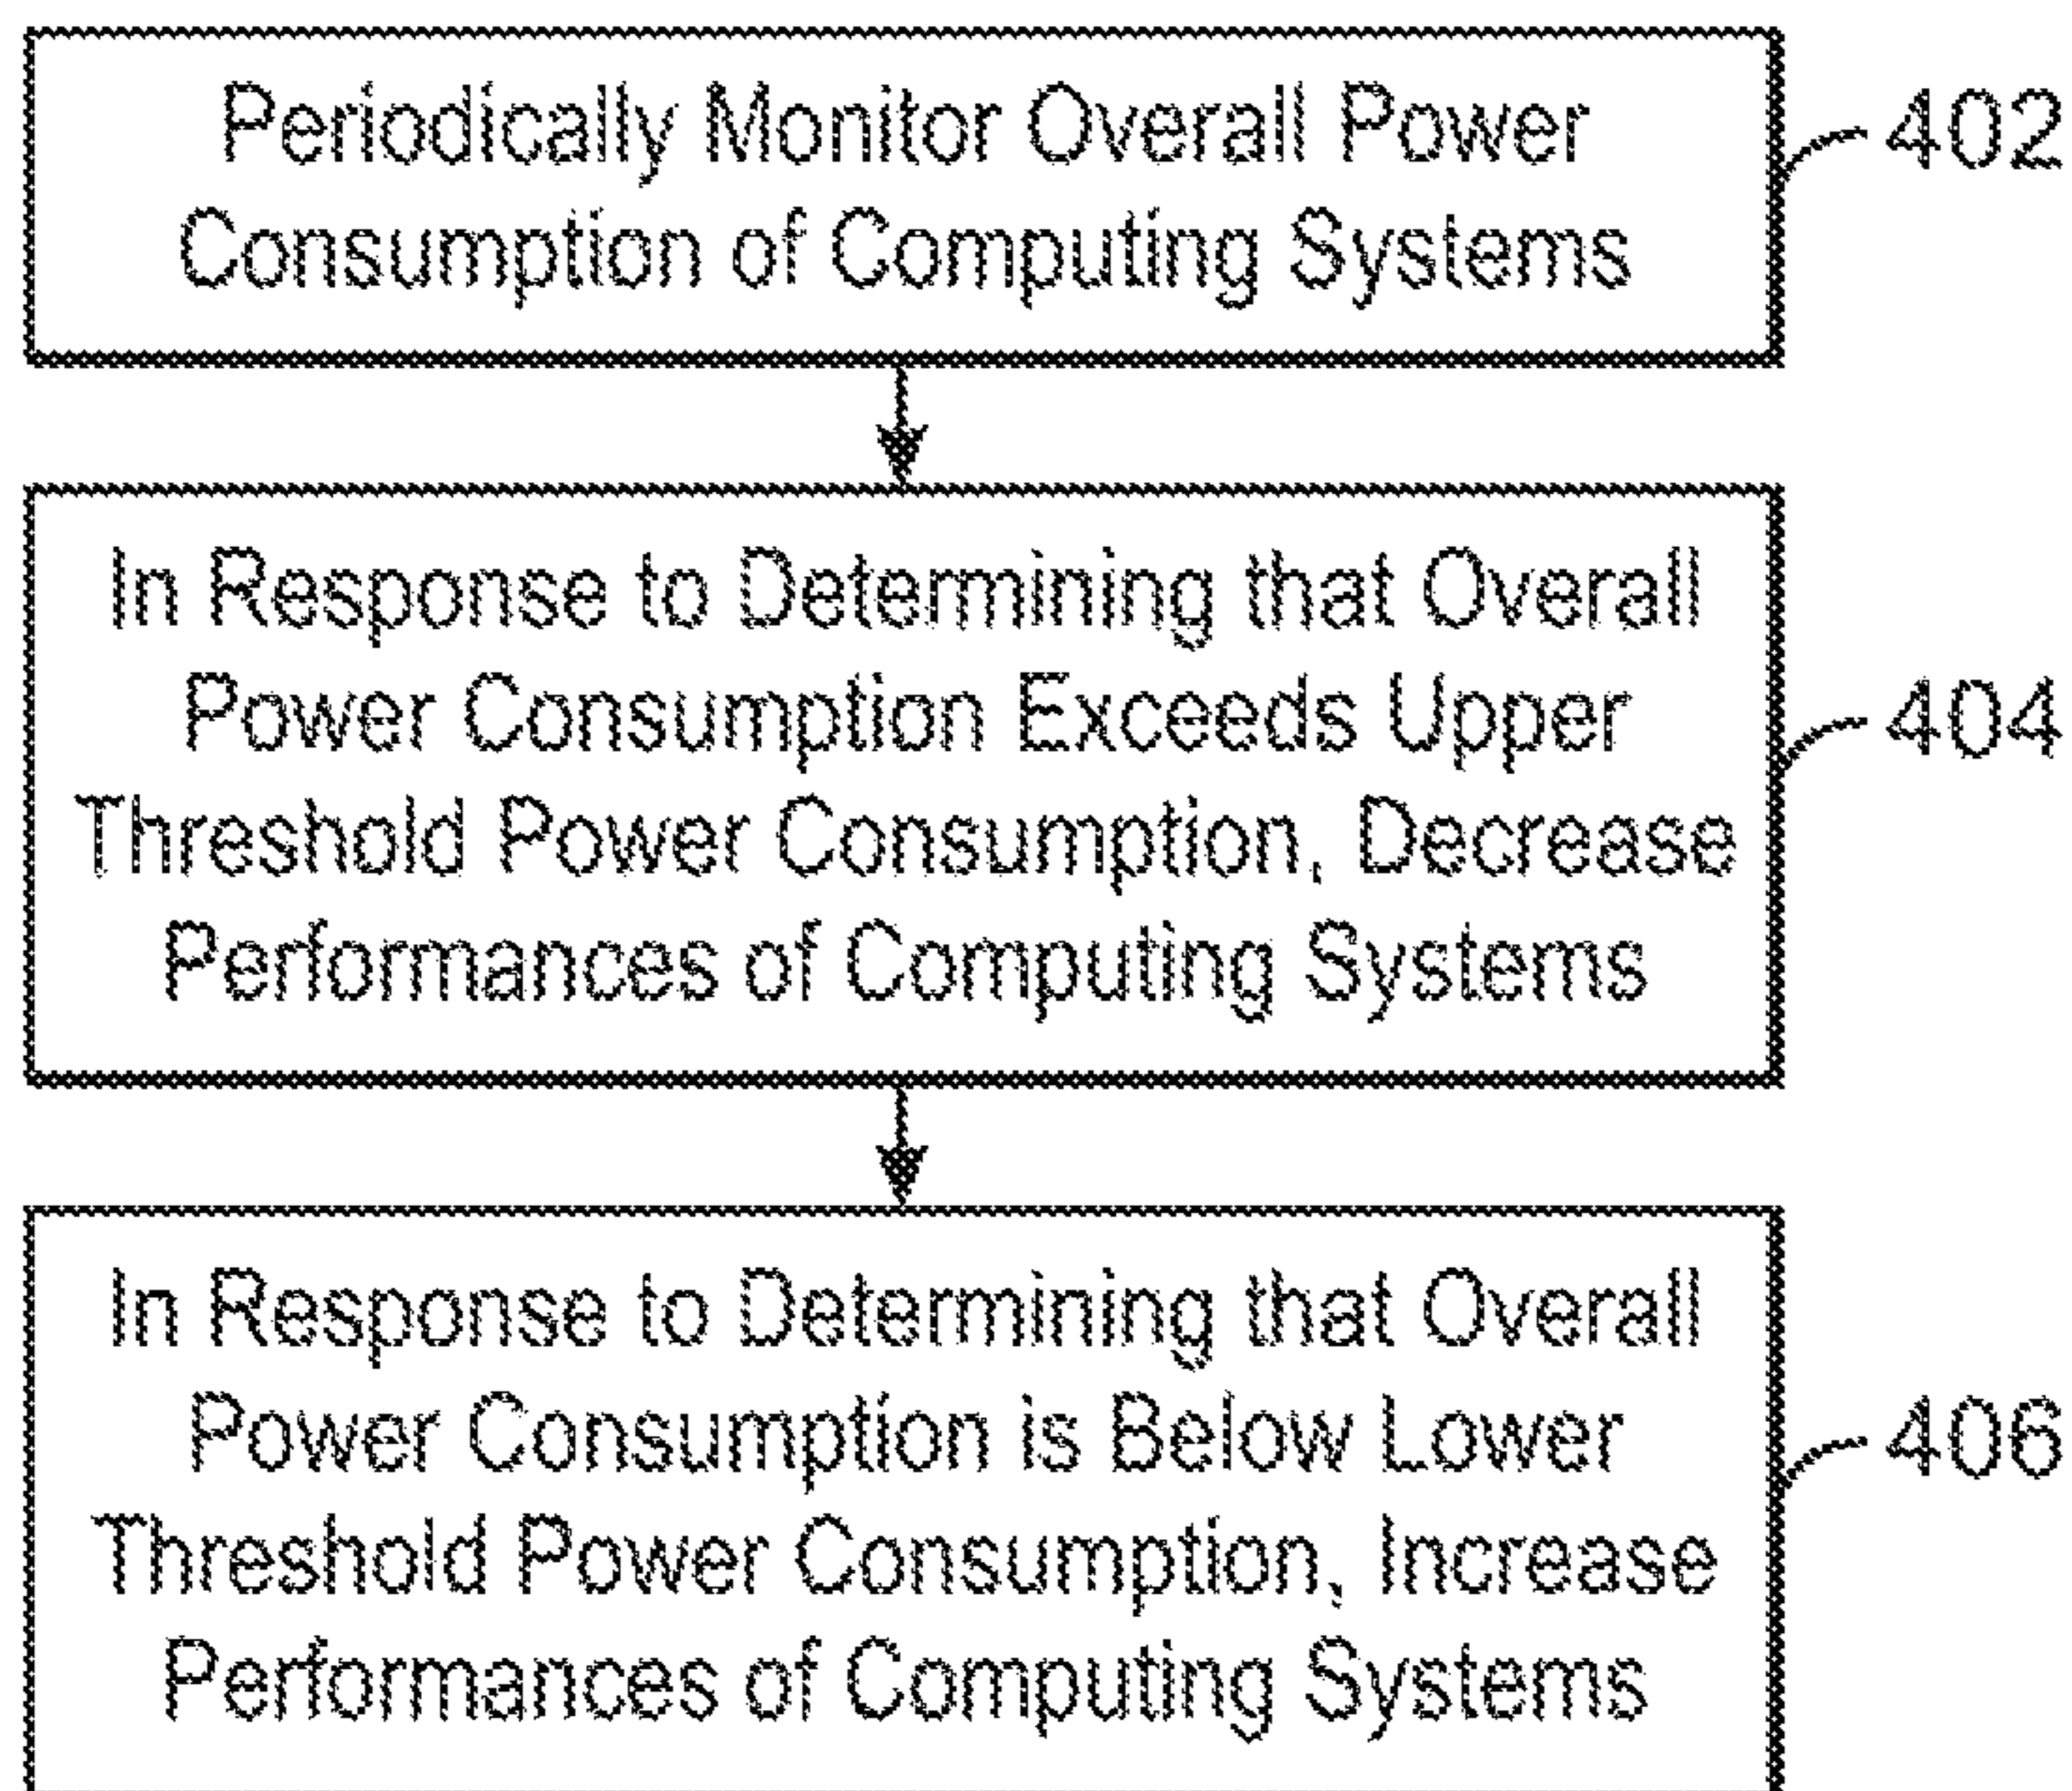 Periodically Monitor Overall Power
Consumption of Computing Systems
402
In Response to Determining that Overall
Power Consumption Exceeds Upper
Threshold Power Consumption, Decrease
Performances of Computing Systems
404
In Response to Determining that Overall
Power Consumption is Below Lower
Threshold Power Consumption, Increase
Performances of Computing Systems
406